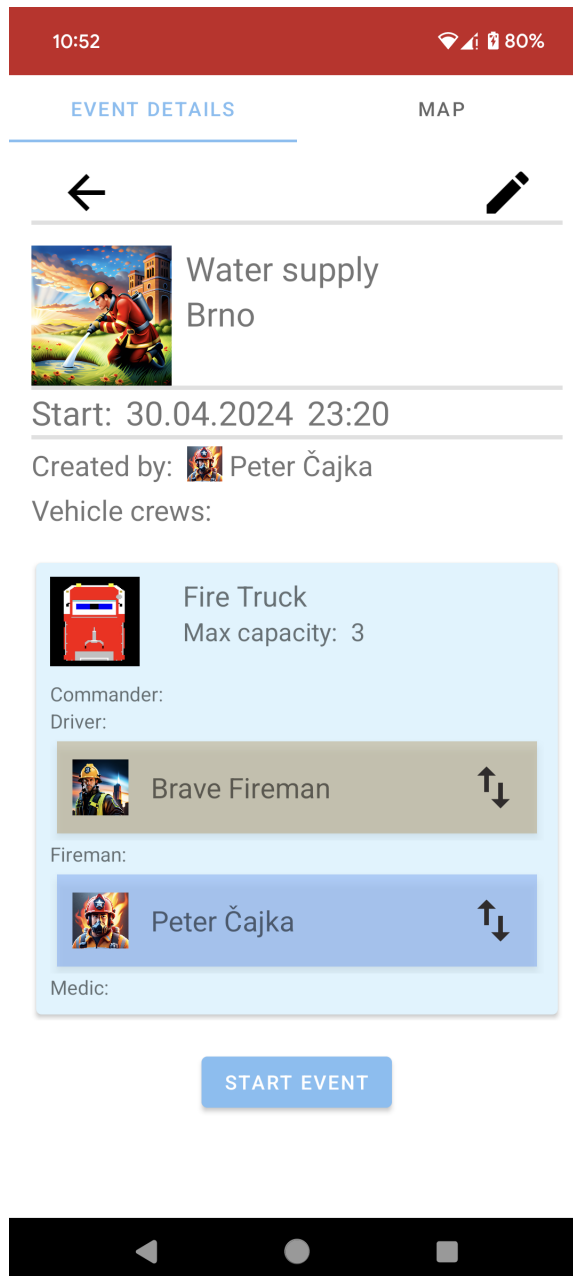 10:52 80%
EVENT DETAILS MAP
Water supply
Brno
Start: 30.04.2024 23:20
Created by: Peter Čajka
Vehicle crews:
Fire Truck
Max capacity: 3
Commander:
Driver:
Brave Fireman
Fireman:
Peter Čajka
Medic:
START EVENT